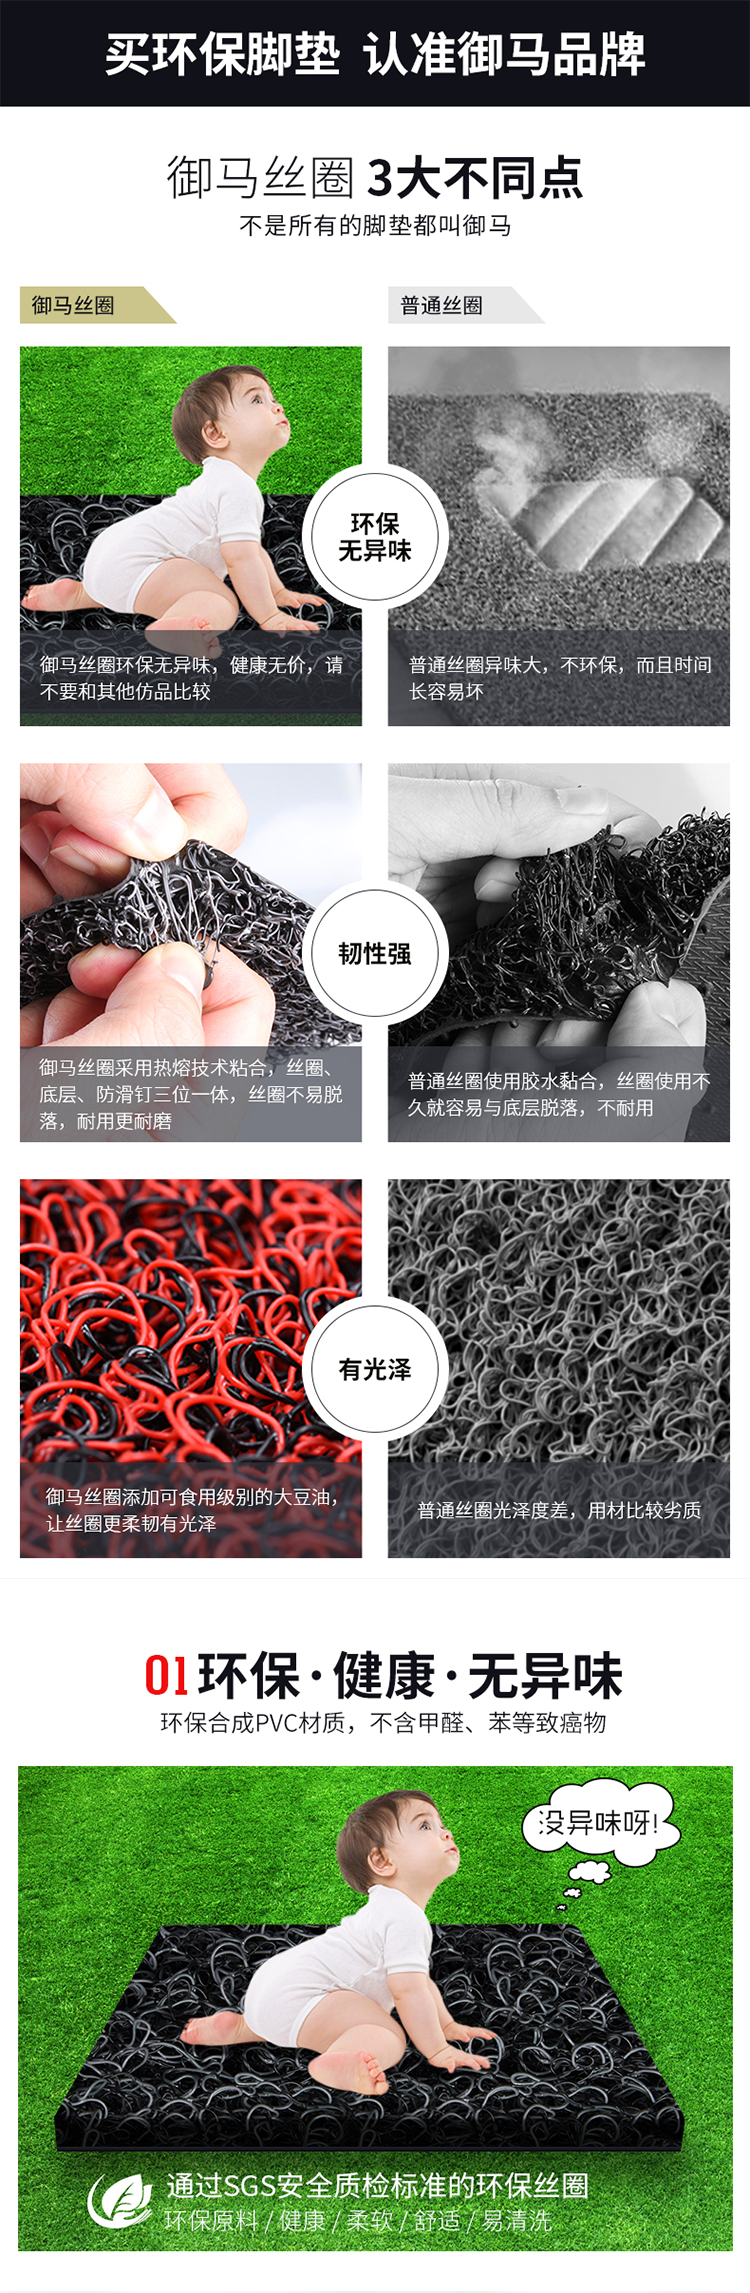 买环保脚垫 认准御马品牌
御马丝圈 3大不同点
不是所有的脚垫都叫御马
御马丝圈
普通丝圈
环保
无异味
御马丝圈环保无异味，健康无价，请
不要和其他仿品比较
普通丝圈异味大，不环保，而且时间
长容易坏
韧性强
御马丝圈采用热熔技术粘合，丝圈、
底层、防滑钉三位一体，丝圈不易脱
落，耐用更耐磨
普通丝圈使用胶水黏合，丝圈使用不
久就容易与底层脱落，不耐用
有光泽
御马丝圈添加可食用级别的大豆油，
让丝圈更柔韧有光泽
普通丝圈光泽度差，用材比较劣质
01 环保·健康·无异味
环保合成PVC材质，不含甲醛、苯等致癌物
没异味呀!
通过SGS安全质检标准的环保丝圈
环保原料 / 健康 / 柔软 / 舒适 / 易清洗